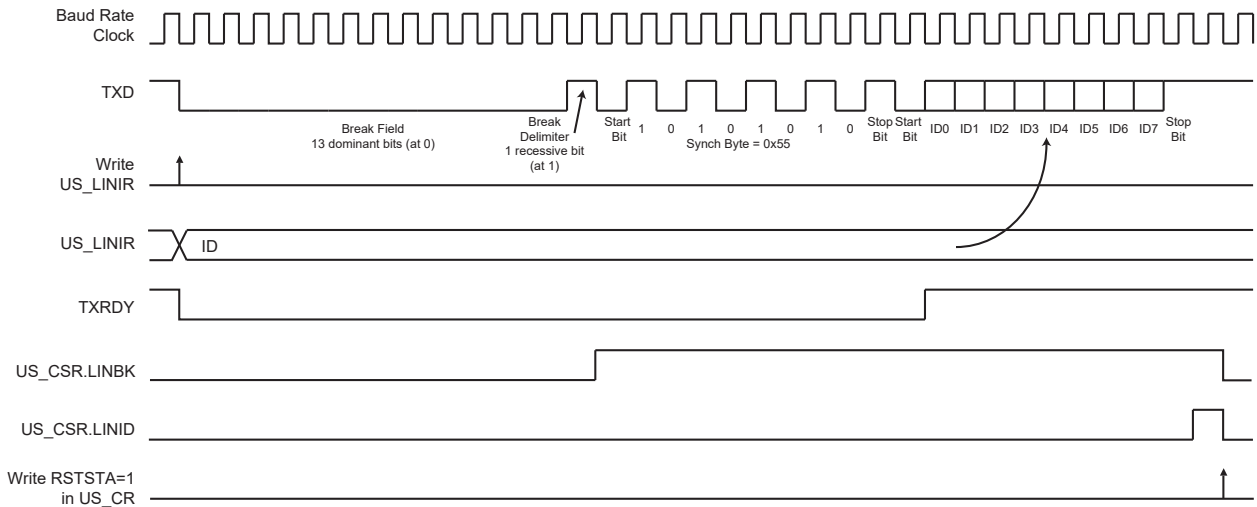 Baud Rate
Clock
TXD
Break Field
13 dominant bits (at 0)
Break
Delimiter
1 recessive bit
(at 1)
Start
Bit
1 0 1 0 1 0 1 0
Synch Byte = 0x55
Stop
Bit
Start
Bit
ID0 ID1 ID2 ID3 ID4 ID5 ID6 ID7
Stop
Bit
Write
US_LINIR
US_LINIR
ID
TXRDY
US_CSR.LINBK
US_CSR.LINID
Write RSTSTA=1
in US_CR